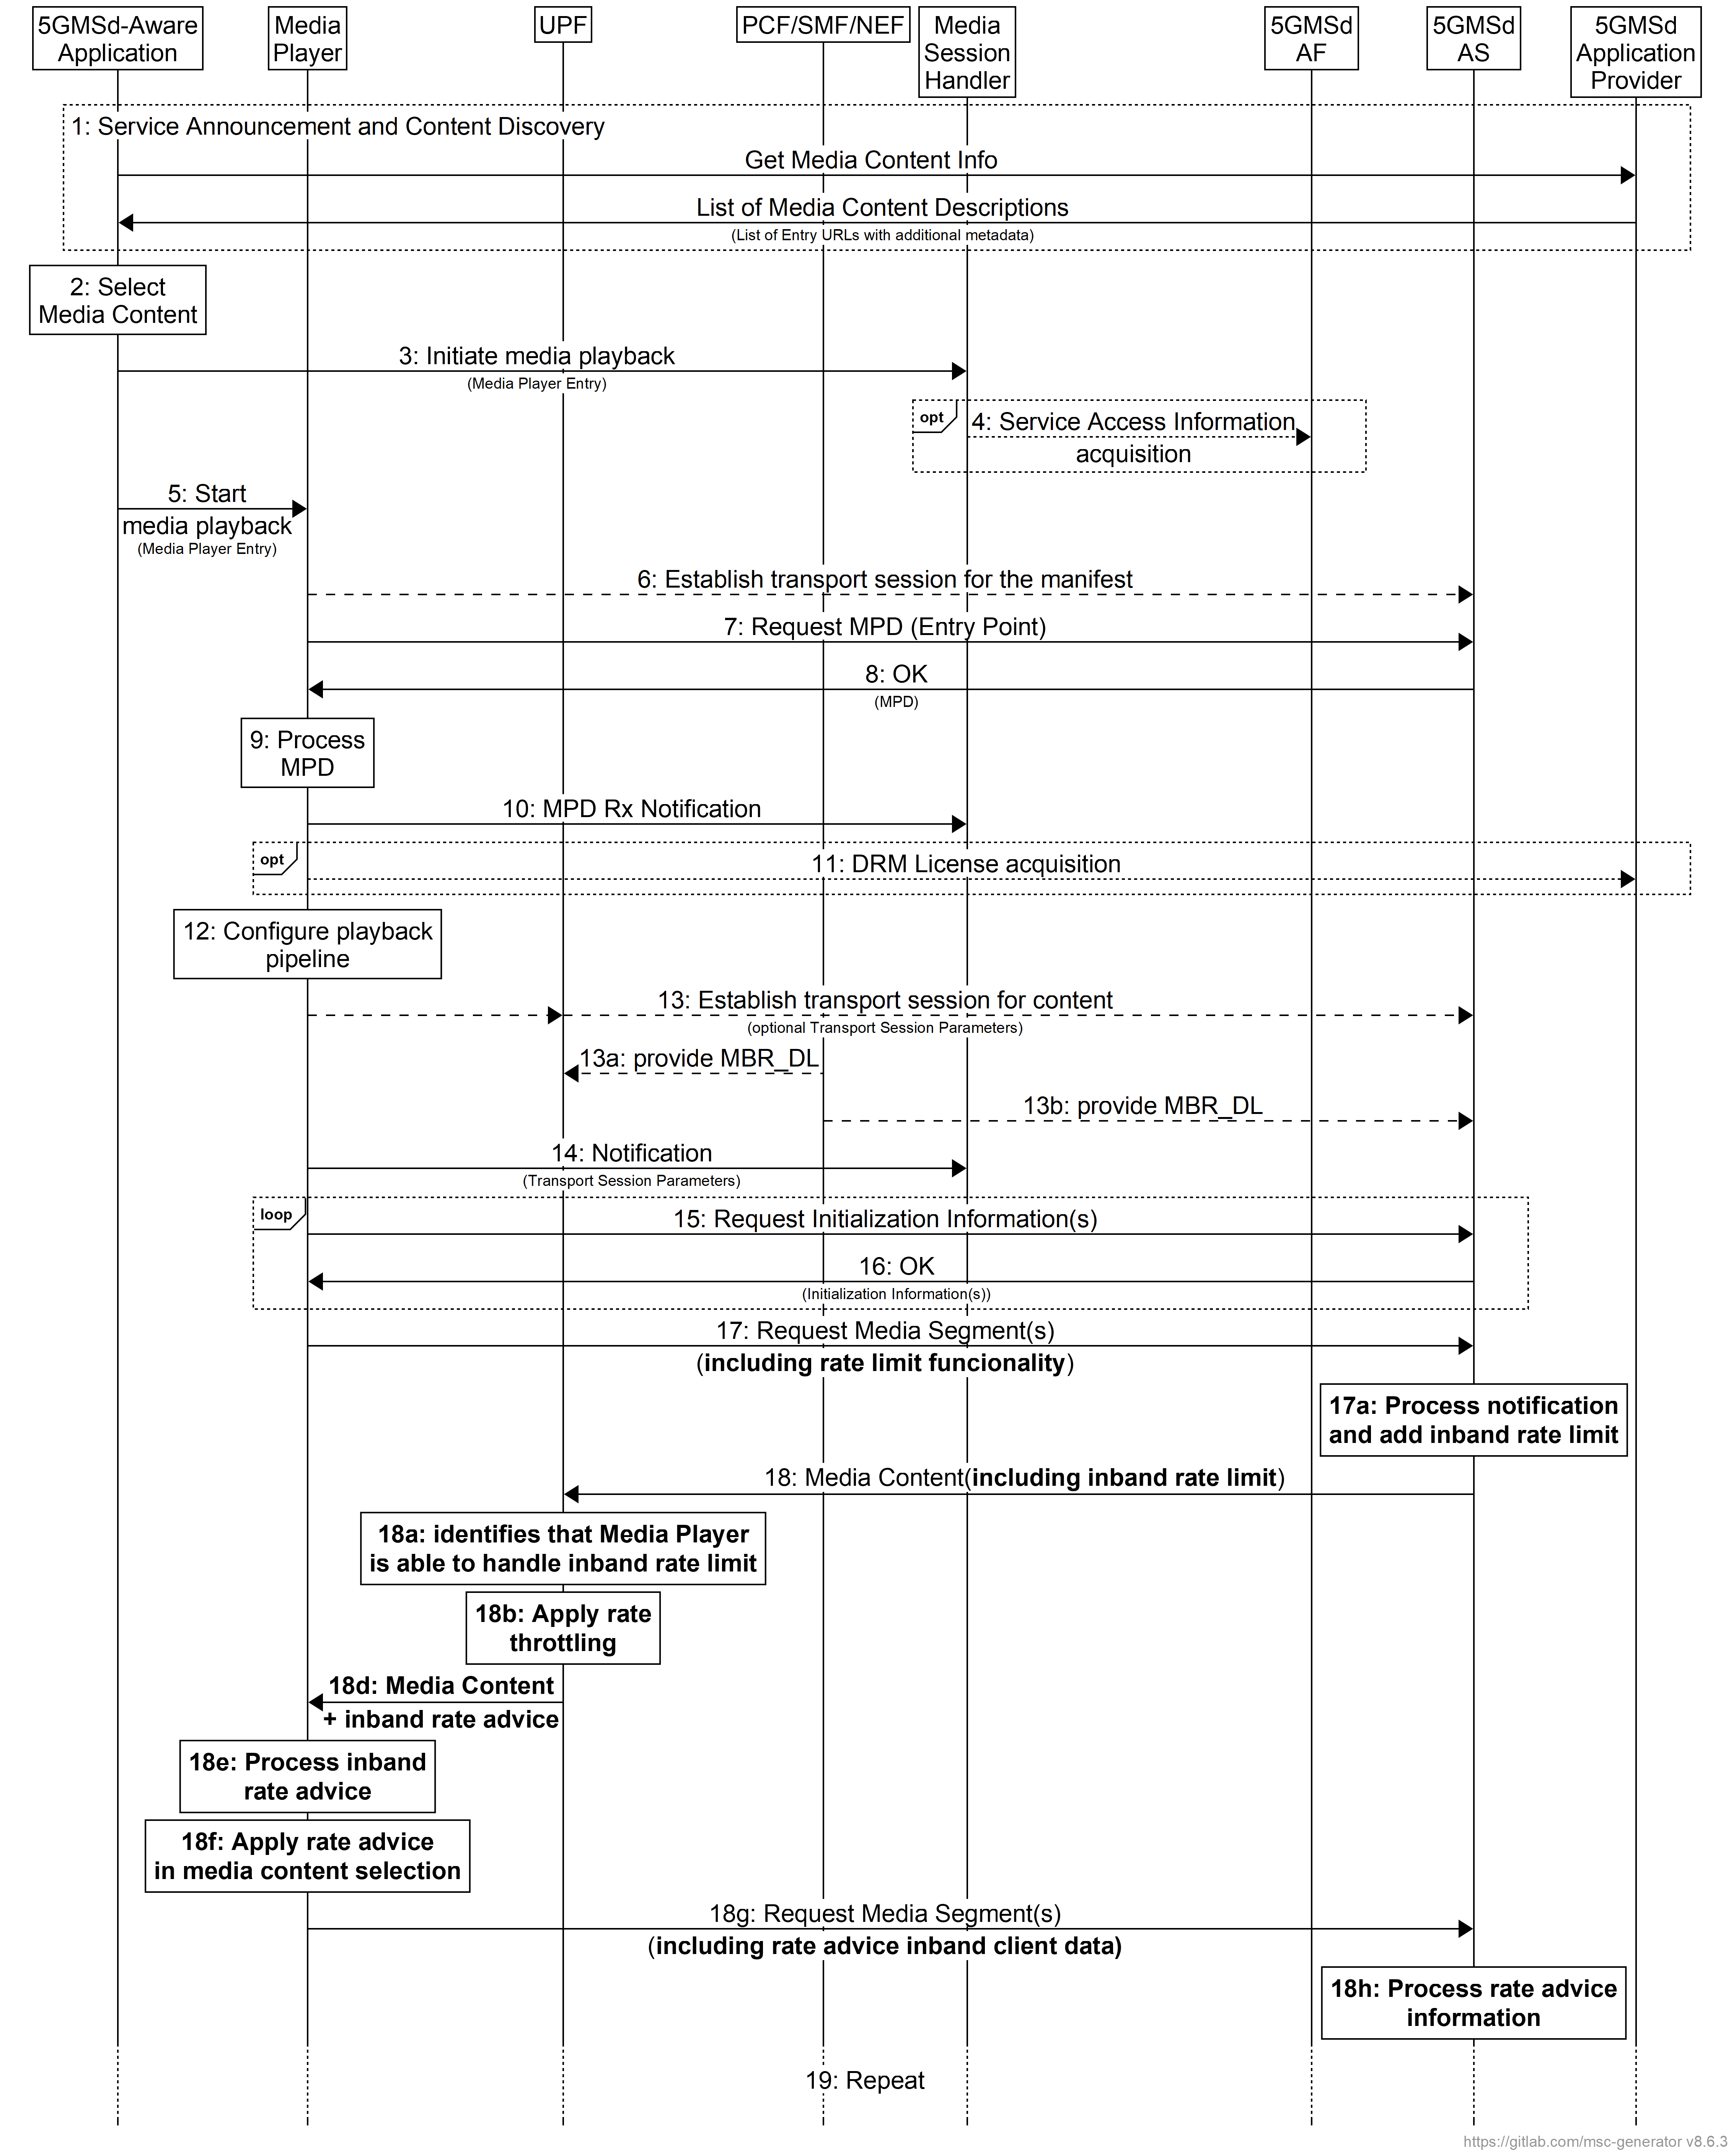 5GMSd-Aware
Application
Media
Player
UPF
PCF/SMF/NEF
Media
Session
Handler
5GMSd
AF
5GMSd
AS
5GMSd
Application
Provider
1: Service Announcement and Content Discovery
Get Media Content Info
List of Media Content Descriptions
(List of Entry URLs with additional metadata)
2: Select
Media Content
3: Initiate media playback
(Media Player Entry)
opt
4: Service Access Information
acquisition
5: Start
media playback
(Media Player Entry)
6: Establish transport session for the manifest
7: Request MPD (Entry Point)
8: OK
(MPD)
9: Process
MPD
10: MPD Rx Notification
opt
11: DRM License acquisition
12: Configure playback
pipeline
13: Establish transport session for content
(optional Transport Session Parameters)
13a: provide MBR_DL
13b: provide MBR_DL
14: Notification
(Transport Session Parameters)
loop
15: Request Initialization Information(s)
16: OK
(Initialization Information(s))
17: Request Media Segment(s)
(including rate limit funcionality)
17a: Process notification
and add inband rate limit
18: Media Content(including inband rate limit)
18a: identifies that Media Player
is able to handle inband rate limit
18b: Apply rate
throttling
18d: Media Content
+ inband rate advice
18e: Process inband
rate advice
18f: Apply rate advice
in media content selection
18g: Request Media Segment(s)
(including rate advice inband client data)
18h: Process rate advice
information
19: Repeat
https://gitlab.com/msc-generator v8.6.3